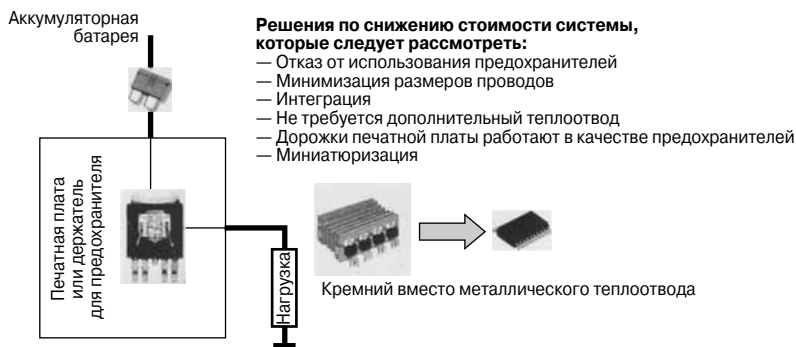 Аккумуляторная
батарея
Решения по снижению стоимости системы,
которые следует рассмотреть:
— Отказ от использования предохранителей
— Минимизация размеров проводов
— Интеграция
— Не требуется дополнительный теплоотвод
— Дорожки печатной платы работают в качестве предохранителей
— Миниатюризация
Печатная плата
или держатель
для предохранителя
Нагрузка
Кремний вместо металлического теплоотвода